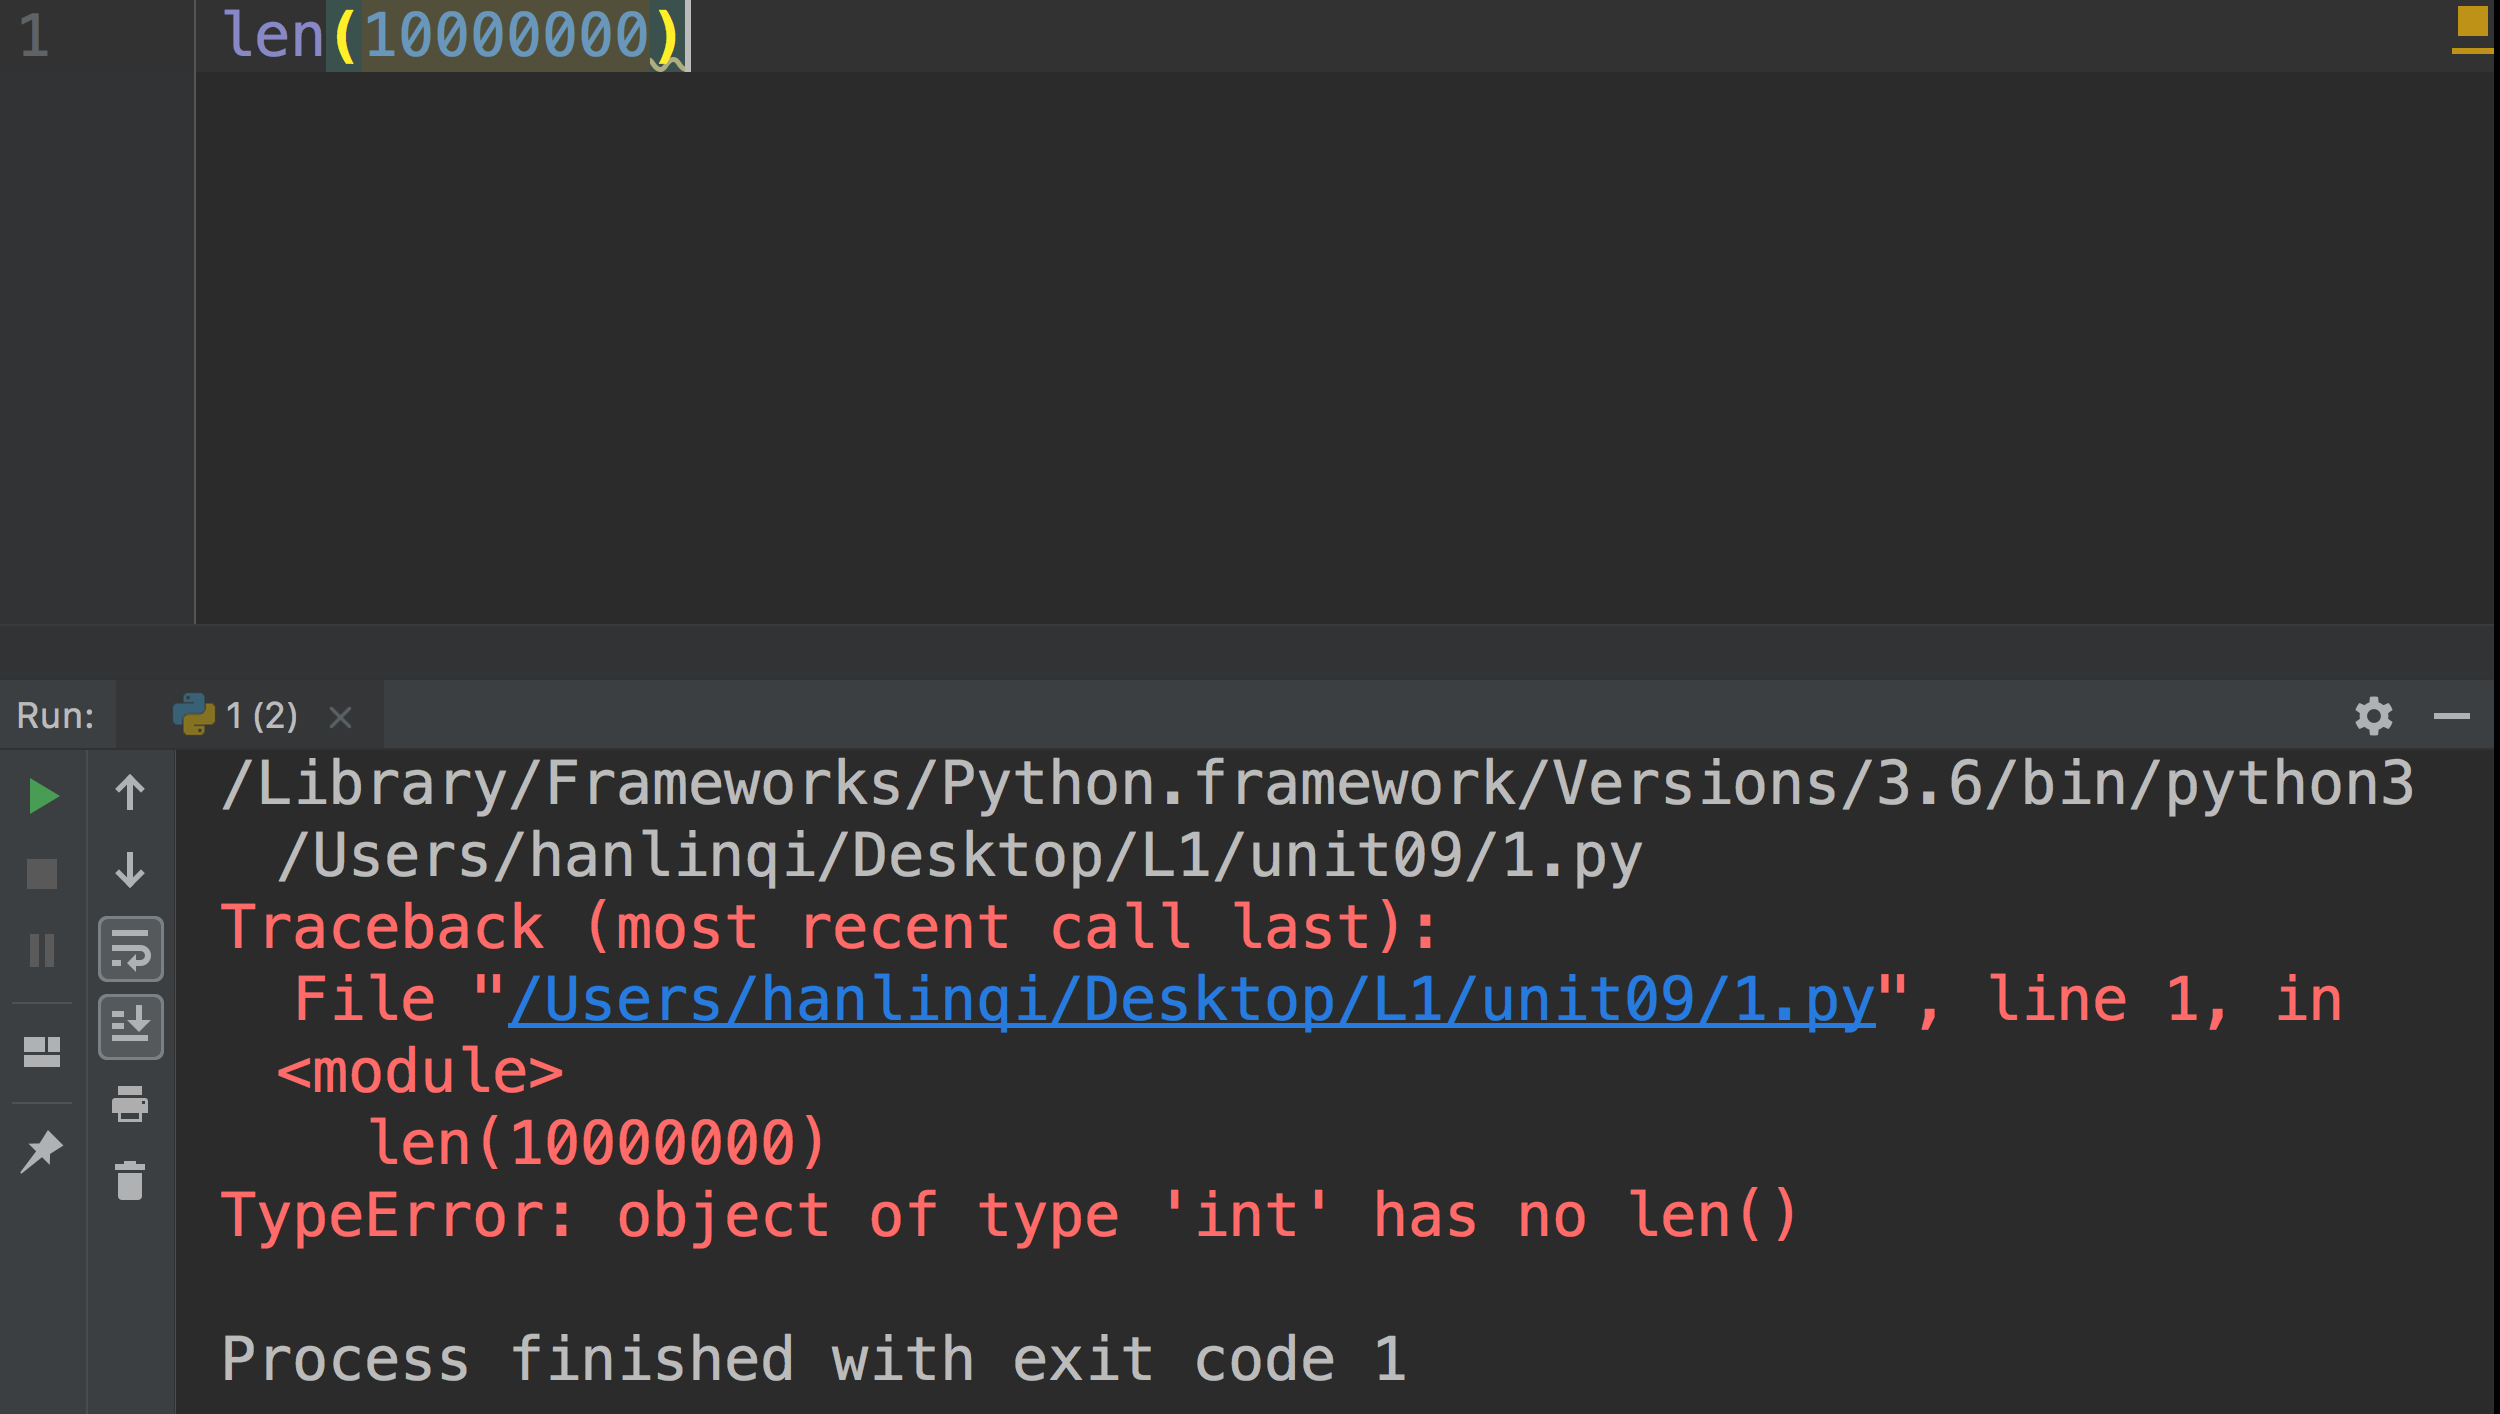 1 len(10000000)
Run: 1 (2)
/Library/Frameworks/Python.framework/Versions/3.6/bin/python3
/Users/hanlinqi/Desktop/L1/unit09/1.py
Traceback (most recent call last):
File "/Users/hanlinqi/Desktop/L1/unit09/1.py", line 1, in
<module>
len(10000000)
TypeError: object of type 'int' has no len()
Process finished with exit code 1